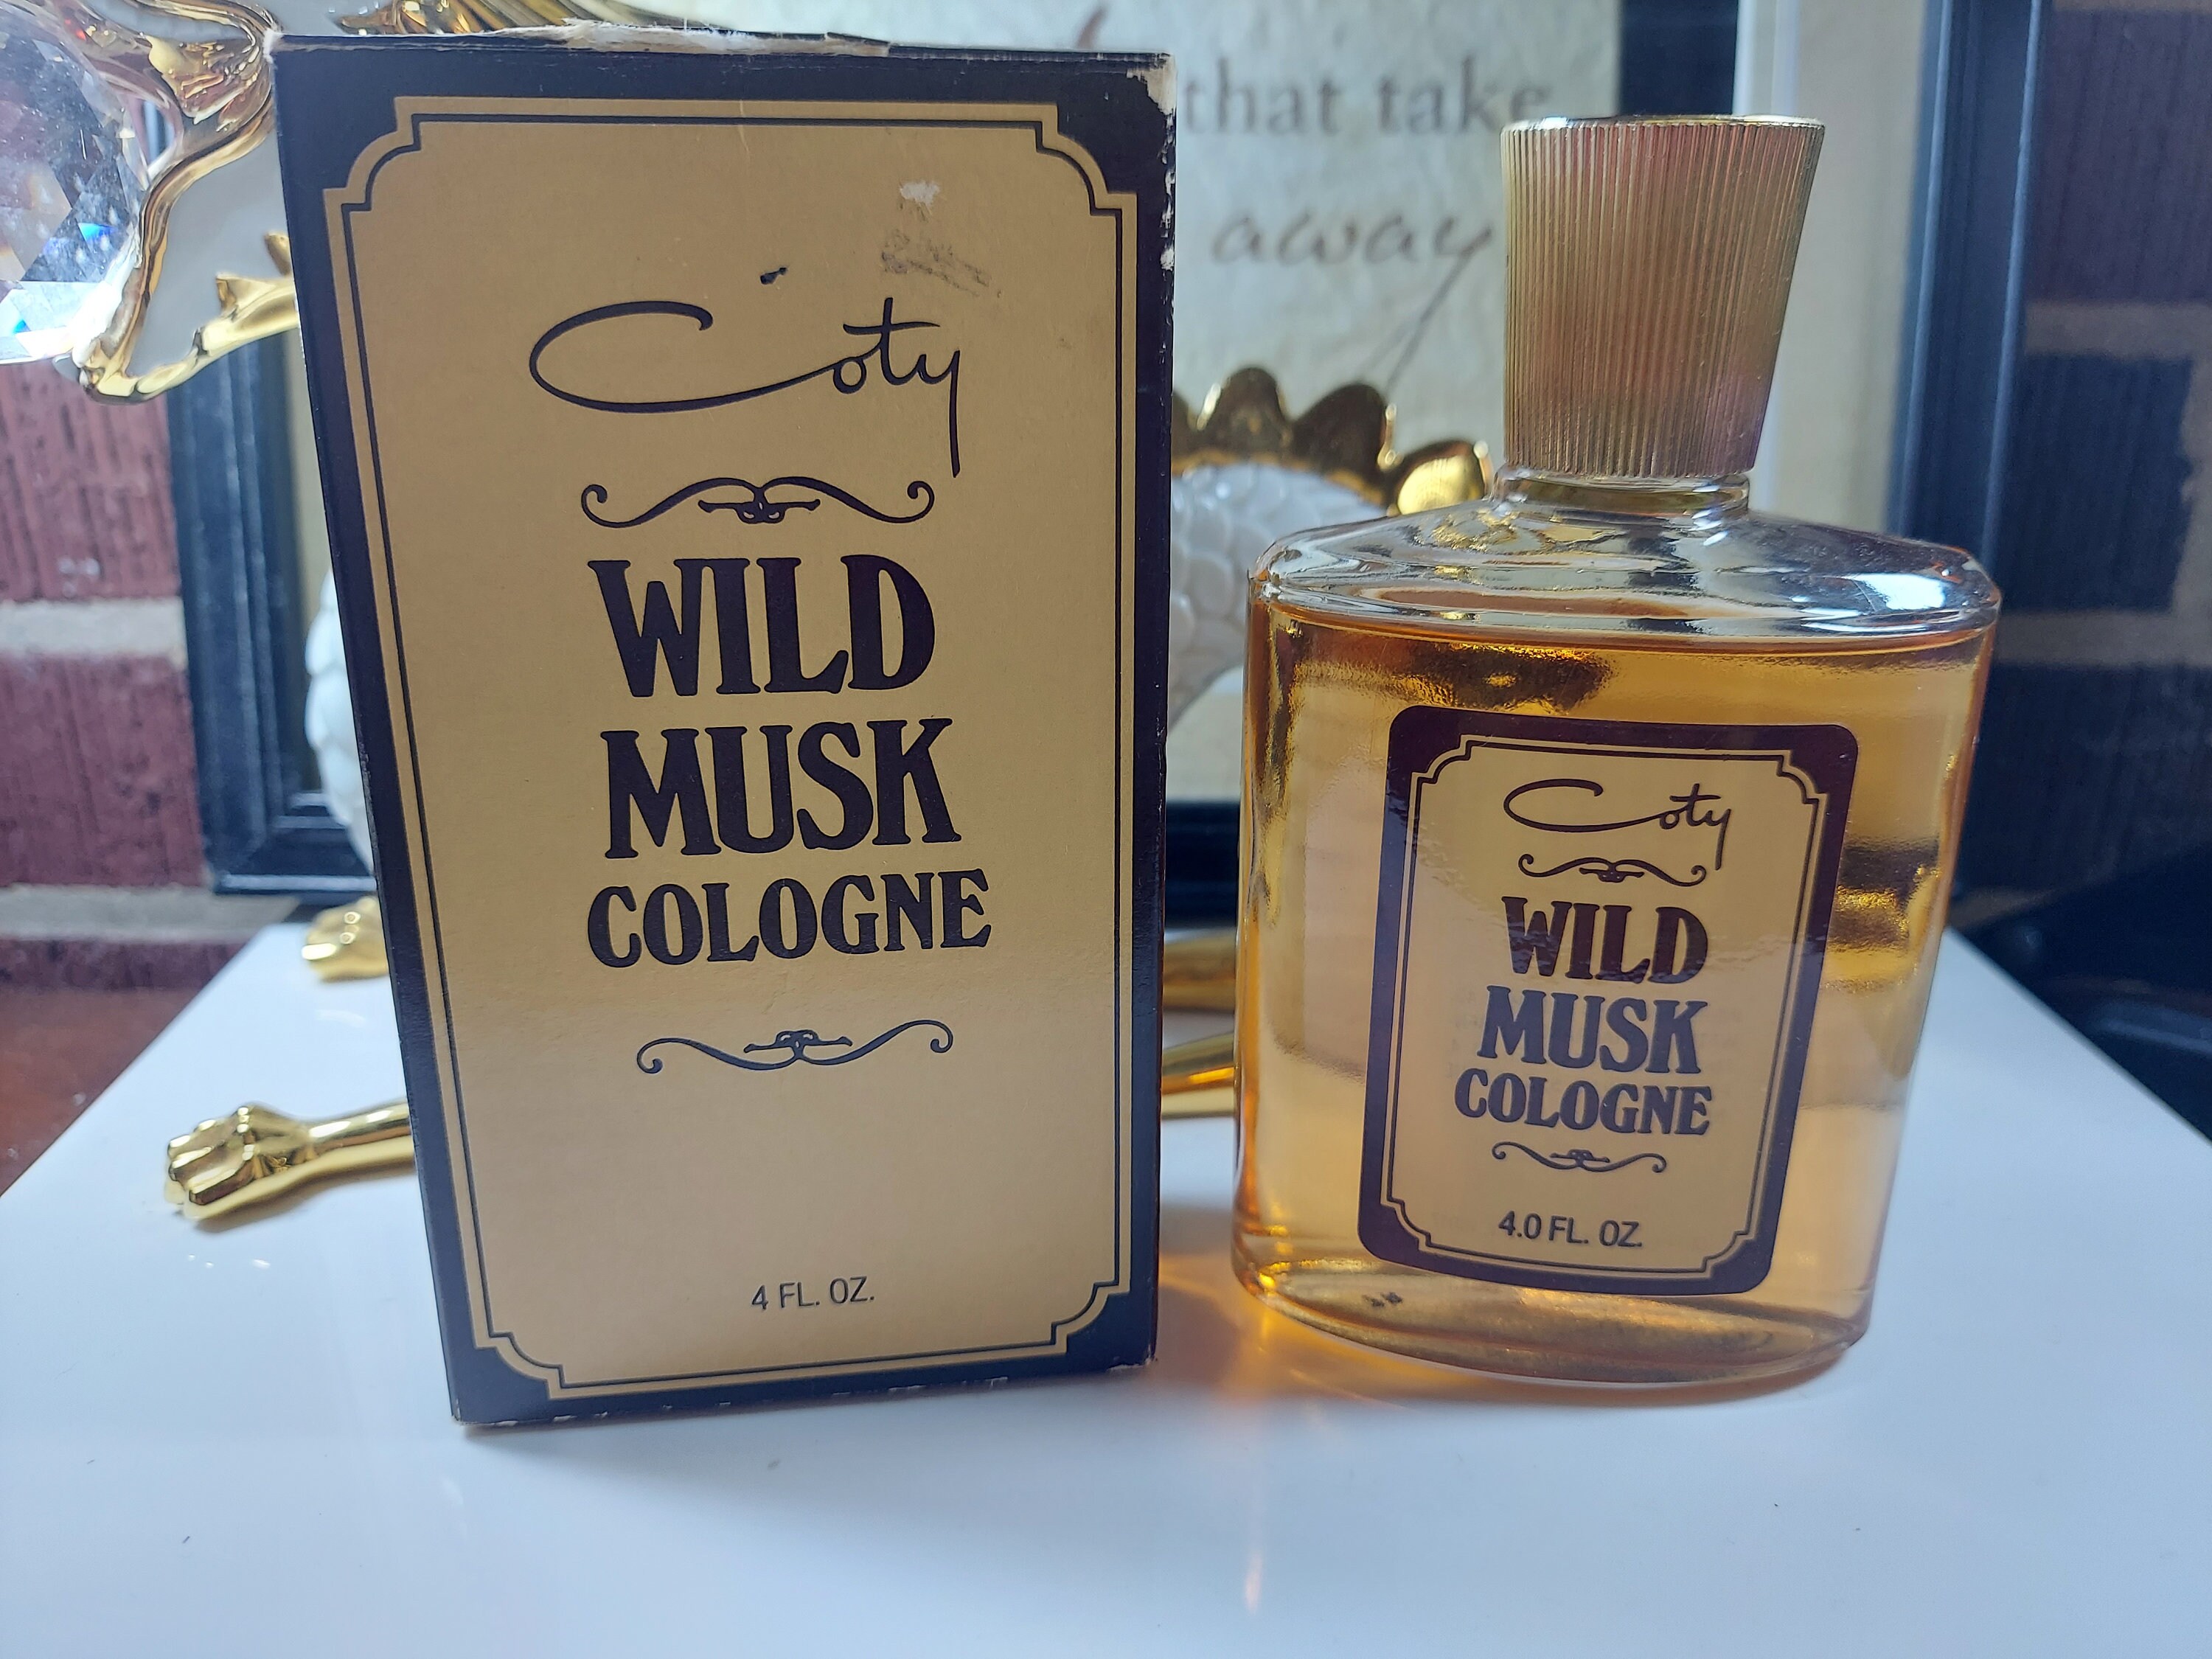 that take
away
Coty
WILD
MUSK
COLOGNE
4 FL. OZ.
Coty
WILD
MUSK
COLOGNE
4.0 FL. OZ.